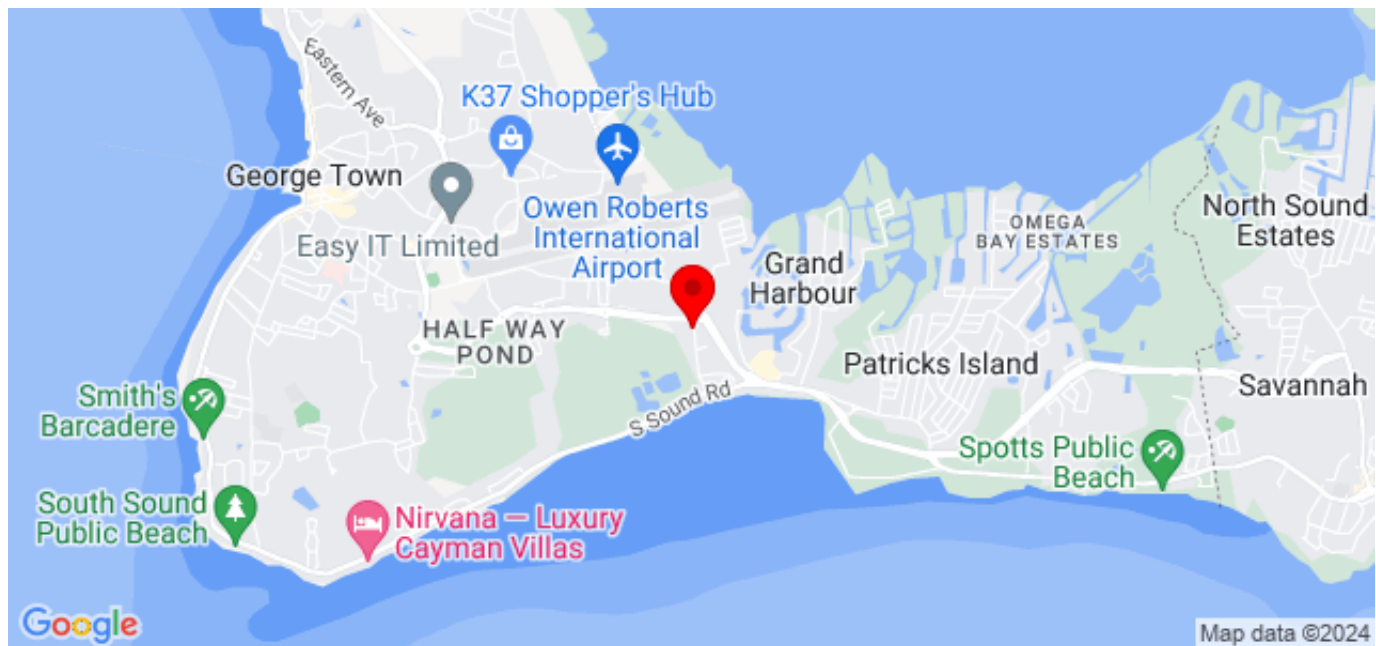 Eastern Ave
K37 Shopper's Hub
George Town
Easy IT Limited
Owen Roberts
International
Airport
Grand
Harbour
OMEGA
BAY ESTATES
North Sound
Estates
HALF WAY
POND
Patricks Island
Savannah
S Sound Rd
Smith's
Barcadere
Spotts Public
Beach
South Sound
Public Beach
Nirvana — Luxury
Cayman Villas
Google
Map data ©2024